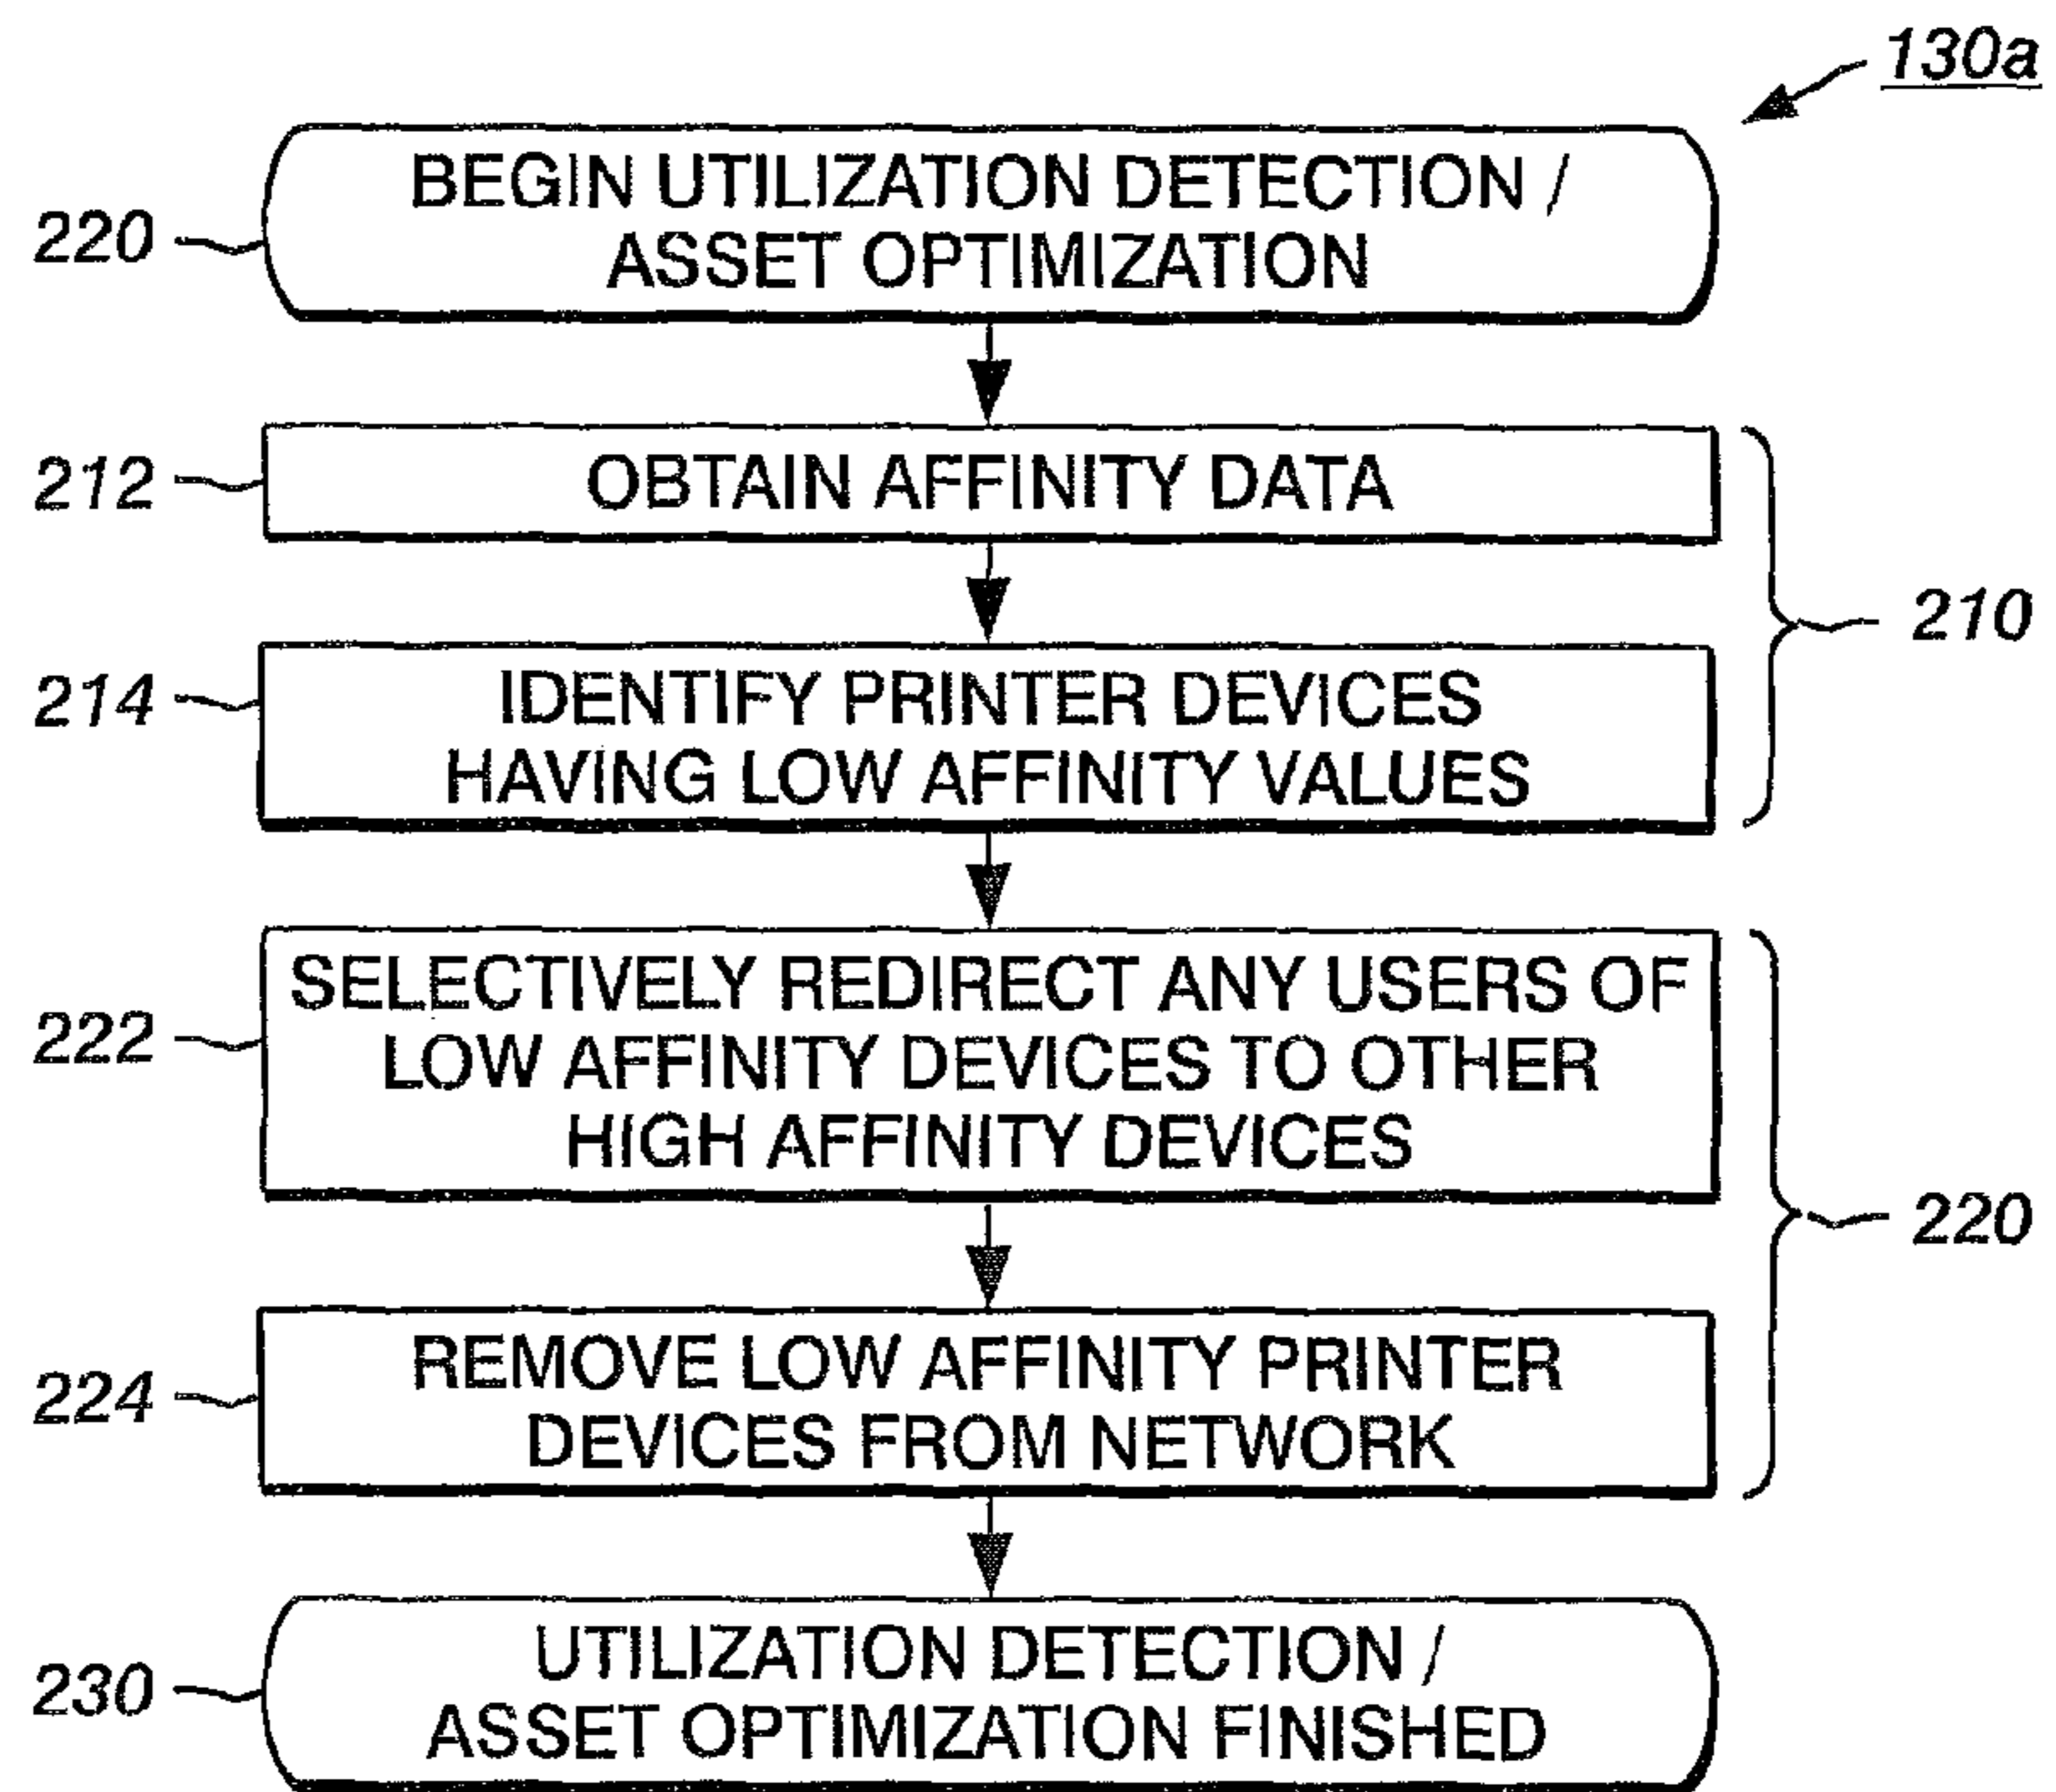 130a
220
BEGIN UTILIZATION DETECTION /
ASSET OPTIMIZATION
212
OBTAIN AFFINITY DATA
210
214
IDENTIFY PRINTER DEVICES
HAVING LOW AFFINITY VALUES
222
SELECTIVELY REDIRECT ANY USERS OF
LOW AFFINITY DEVICES TO OTHER
HIGH AFFINITY DEVICES
220
224
REMOVE LOW AFFINITY PRINTER
DEVICES FROM NETWORK
230
UTILIZATION DETECTION /
ASSET OPTIMIZATION FINISHED